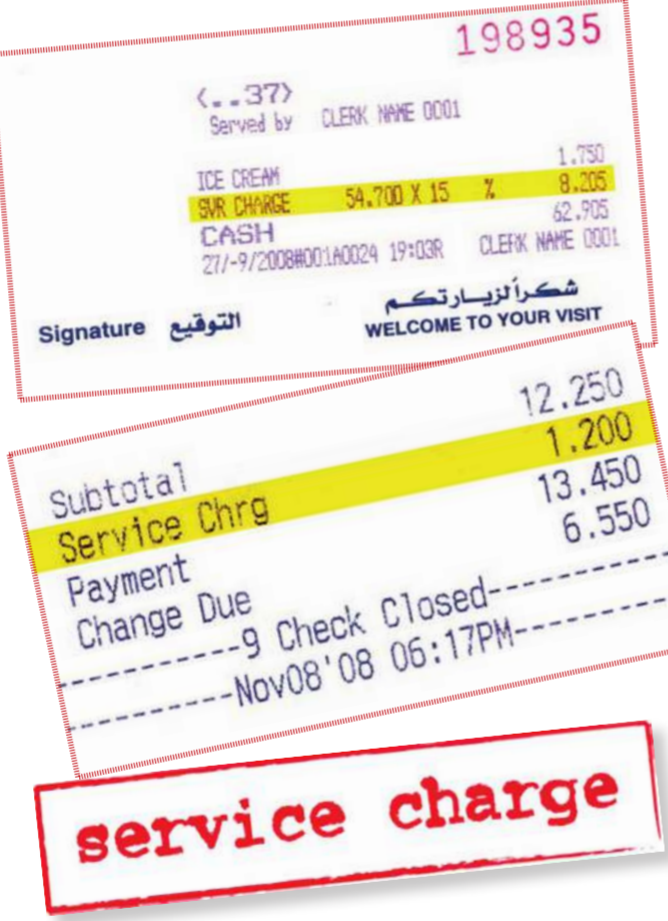 198935
<..37>
Served by CLERK NAME 0001
ICE CREAM 1.750
SVR CHARGE 54.700 X 15 % 8.205
CASH 62.905
27/-9/2008#001A0024 19:03R CLERK NAME 0001
شكراً لزيارتكم
Signature التوقيع WELCOME TO YOUR VISIT
Subtotal 12.250
Service Chrg 1.200
Payment 13.450
Change Due 6.550
-----------9 Check Closed-----------
-----------Nov08'08 06:17PM-----------
service charge